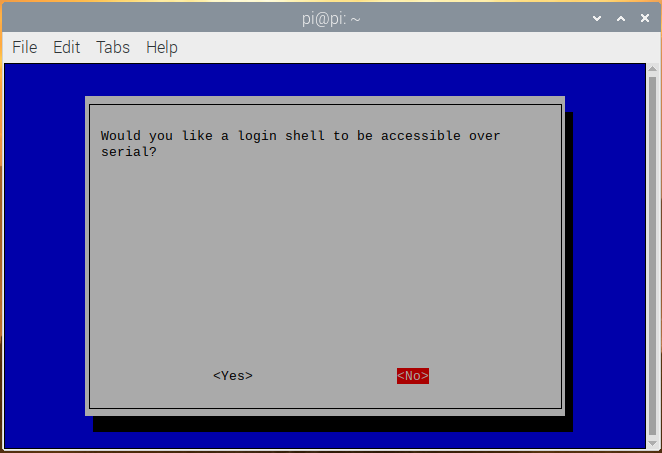 pi@pi: ~
File Edit Tabs Help
Would you like a login shell to be accessible over
serial?
<Yes> <No>